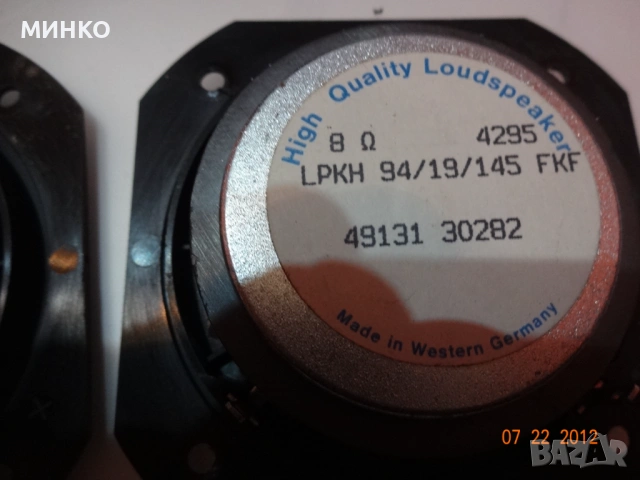 МИНКО
High Quality Loudspeaker
8 Ω 4295
LPKH 94/19/145 FKF
49131 30282
Made in Western Germany
07 22 2012
BAZAR